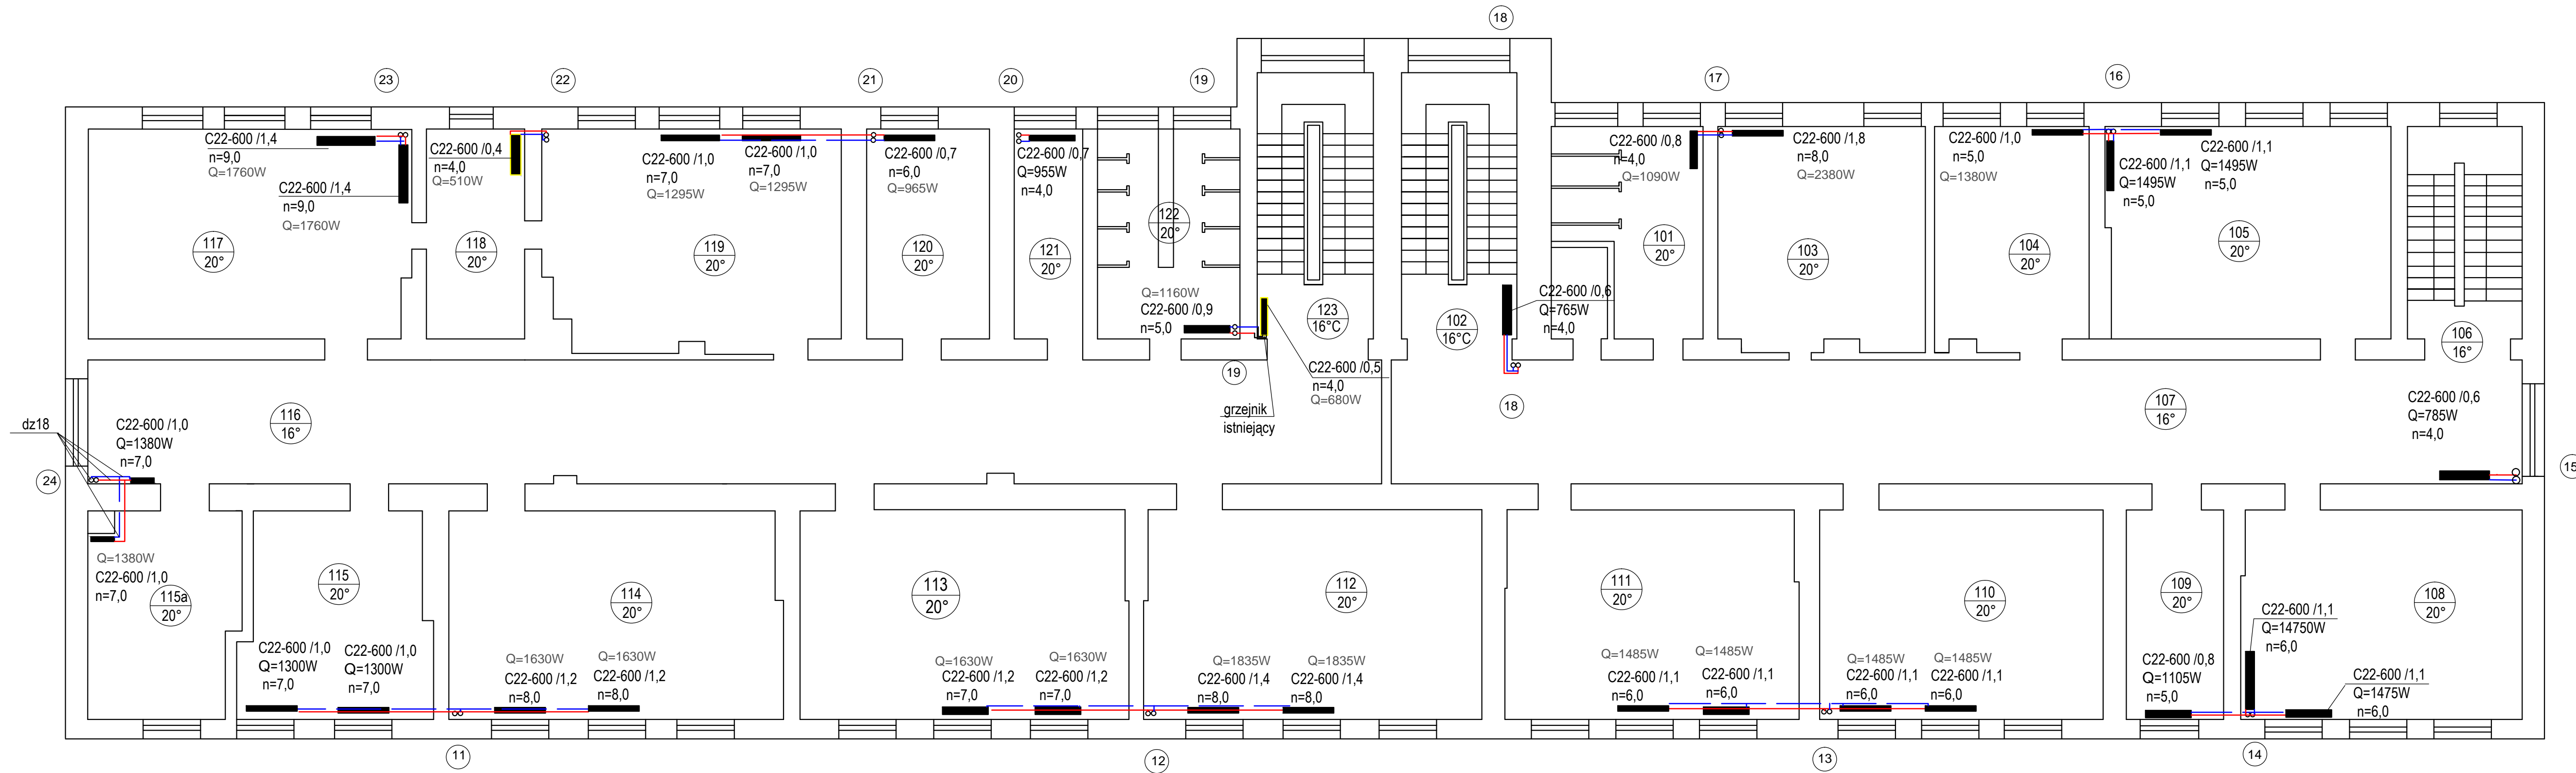 18
23
22
21
20
19
17
16
C22-600 /1,4
n=9,0
Q=1760W
C22-600 /1,4
n=9,0
Q=1760W
117
20°
C22-600 /0,4
n=4,0
Q=510W
118
20°
C22-600 /1,0
n=7,0
Q=1295W
C22-600 /1,0
n=7,0
Q=1295W
119
20°
C22-600 /0,7
n=6,0
Q=965W
120
20°
C22-600 /0,7
Q=955W
n=4,0
121
20°
122
20°
Q=1160W
C22-600 /0,9
n=5,0
123
16°C
102
16°C
C22-600 /0,6
Q=765W
n=4,0
C22-600 /0,8
n=4,0
Q=1090W
101
20°
C22-600 /1,8
n=8,0
Q=2380W
103
20°
C22-600 /1,0
n=5,0
Q=1380W
104
20°
C22-600 /1,1
Q=1495W
n=5,0
C22-600 /1,1
Q=1495W
n=5,0
105
20°
106
16°
19
C22-600 /0,5
n=4,0
Q=680W
grzejnik
istniejący
18
116
16°
107
16°
dz18
C22-600 /1,0
Q=1380W
n=7,0
24
C22-600 /0,6
Q=785W
n=4,0
15
Q=1380W
C22-600 /1,0
n=7,0
115a
20°
115
20°
C22-600 /1,0
Q=1300W
n=7,0
C22-600 /1,0
Q=1300W
n=7,0
114
20°
Q=1630W
C22-600 /1,2
n=8,0
Q=1630W
C22-600 /1,2
n=8,0
113
20°
Q=1630W
C22-600 /1,2
n=7,0
Q=1630W
C22-600 /1,2
n=7,0
112
20°
Q=1835W
C22-600 /1,4
n=8,0
Q=1835W
C22-600 /1,4
n=8,0
111
20°
Q=1485W
C22-600 /1,1
n=6,0
Q=1485W
C22-600 /1,1
n=6,0
110
20°
Q=1485W
C22-600 /1,1
n=6,0
Q=1485W
C22-600 /1,1
n=6,0
109
20°
C22-600 /0,8
Q=1105W
n=5,0
108
20°
C22-600 /1,1
Q=14750W
n=6,0
C22-600 /1,1
Q=1475W
n=6,0
11
12
13
14